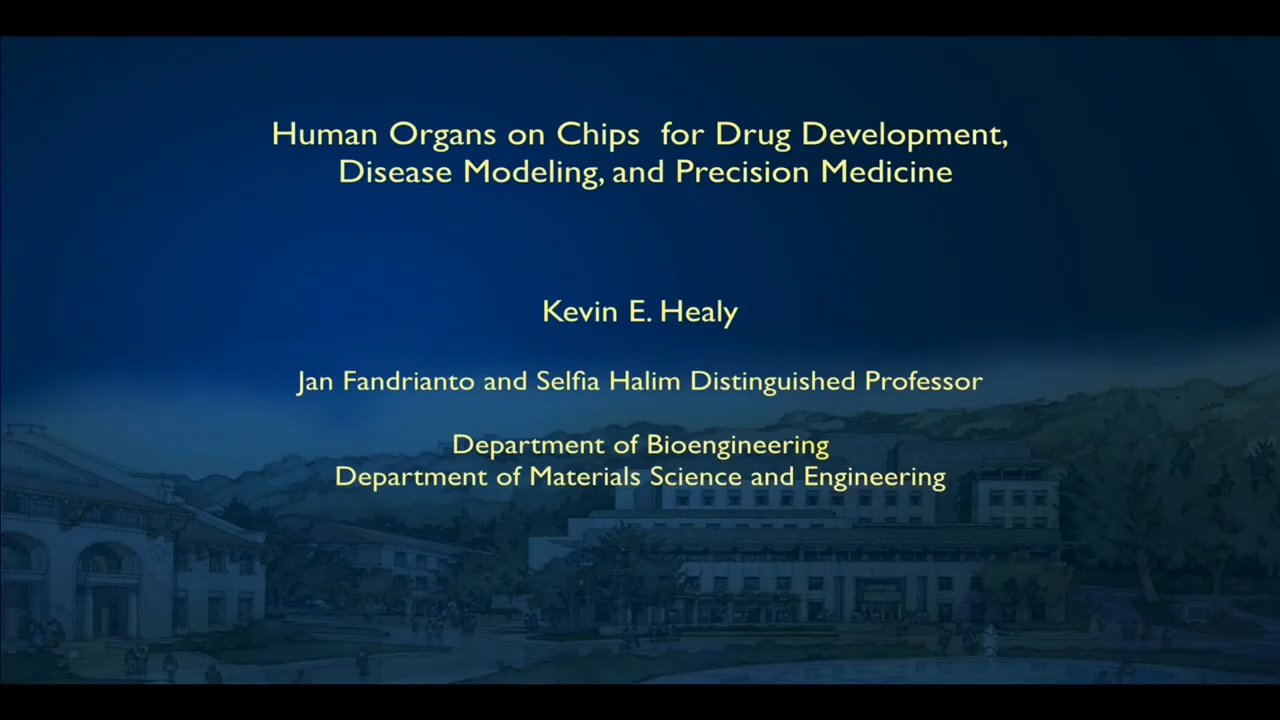 Human Organs on Chips  for Drug Development,
Disease Modeling, and Precision Medicine
Kevin E. Healy
Jan Fandrianto and Selfia Halim Distinguished Professor
Department of Bioengineering
Department of Materials Science and Engineering